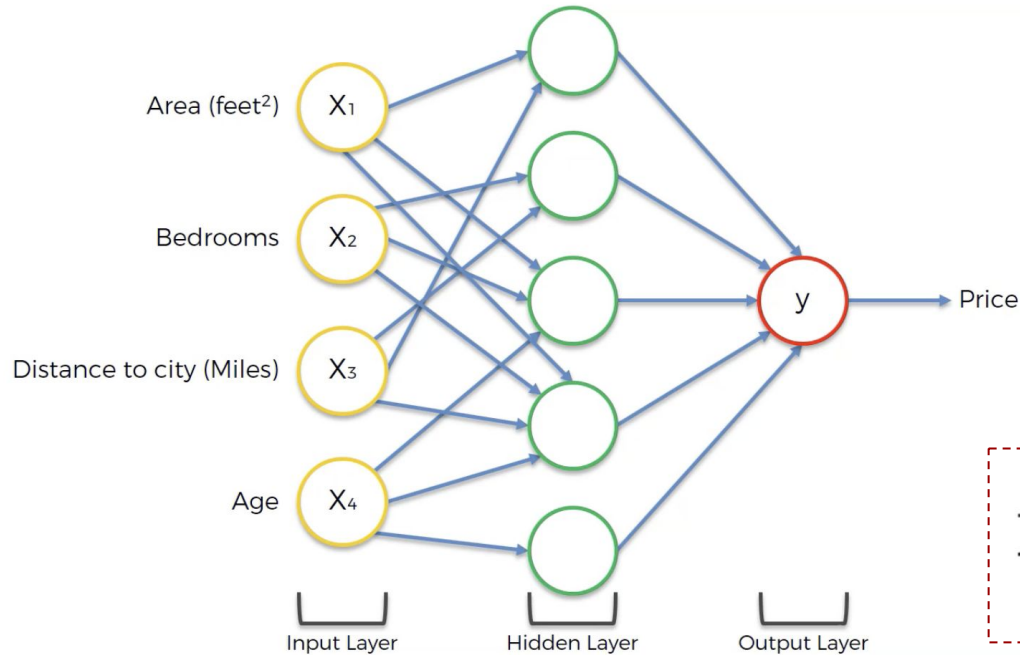 Area (feet²)
X₁
Bedrooms
X₂
Distance to city (Miles)
X₃
Age
X₄
y
Price
Input Layer
Hidden Layer
Output Layer